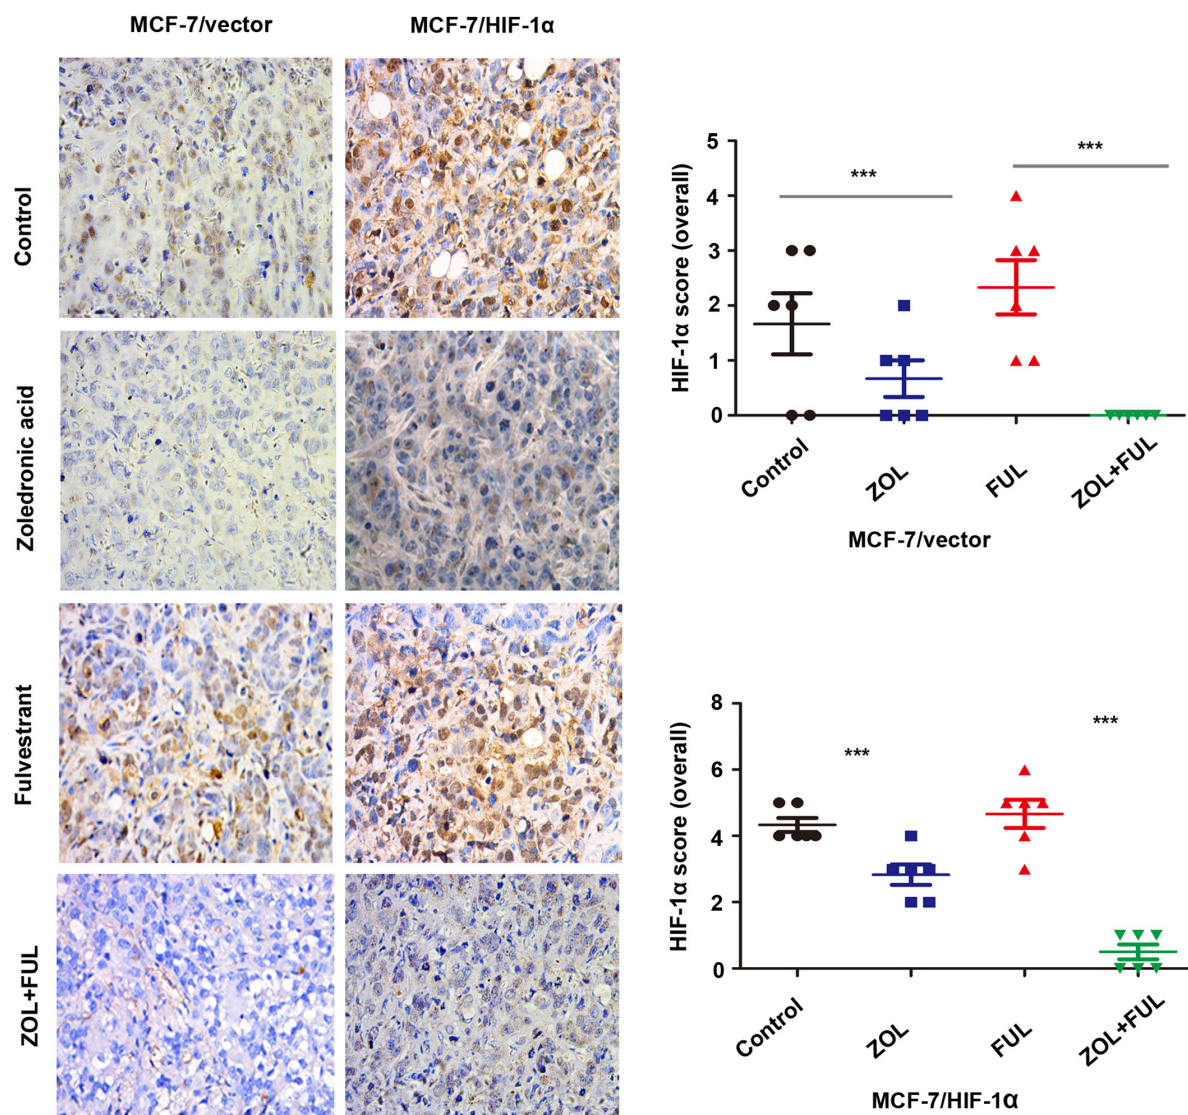 MCF-7/vector
MCF-7/HIF-1α
Control
Zoledronic acid
Fulvestrant
ZOL+FUL
HIF-1α score (overall)
5
4
3
2
1
0
***
***
Control
ZOL
FUL
ZOL+FUL
MCF-7/vector
HIF-1α score (overall)
8
6
4
2
0
***
***
Control
ZOL
FUL
ZOL+FUL
MCF-7/HIF-1α